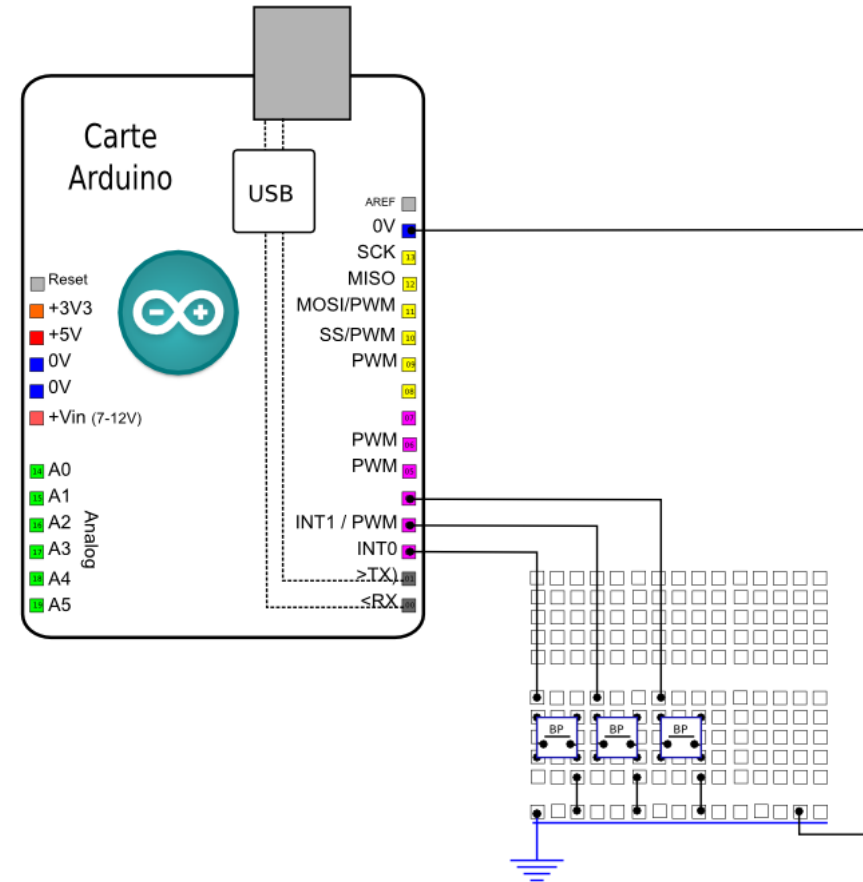 Carte
Arduino
USB
AREF
0V
SCK 13
MISO 12
MOSI/PWM 11
SS/PWM 10
PWM 09
08
07
PWM 06
PWM 05
INT1 / PWM
INT0
>TX) 01
<RX 00
Reset
+3V3
+5V
0V
0V
+Vin (7-12V)
14 A0
15 A1
16 A2
17 A3
18 A4
19 A5
Analog
BP BP BP